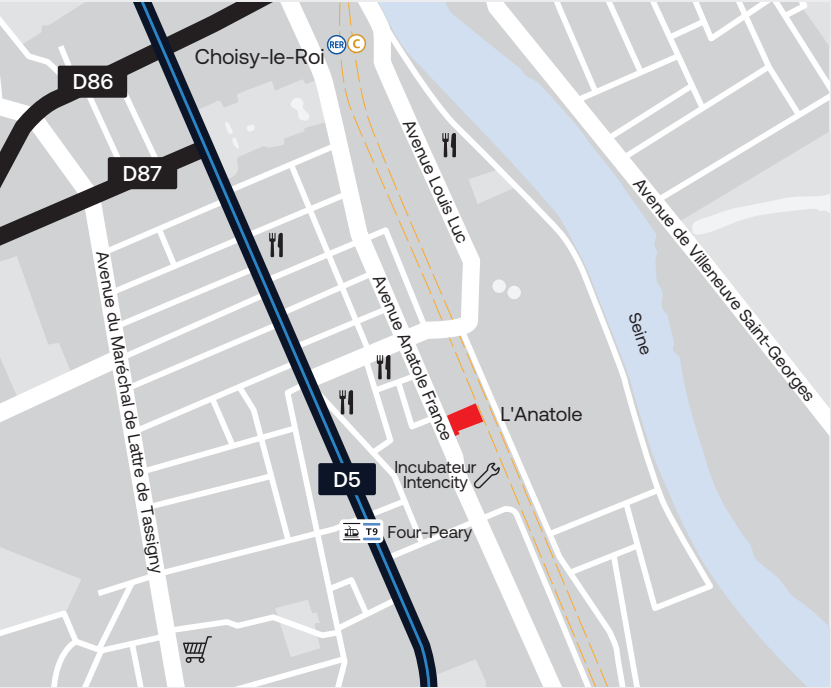 RER C
Choisy-le-Roi
D86
D87
Avenue Louis Luc
Avenue de Villeneuve Saint-Georges
Avenue du Maréchal de Lattre de Tassigny
Avenue Anatole France
Seine
L'Anatole
Incubateur
Intencity
D5
T9 Four-Peary